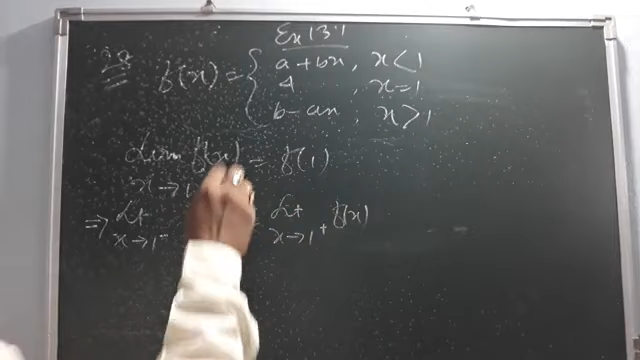 Ex 13.1
f(x) = { a + bx , x < 1
4 , x = 1
b - ax , x > 1
Lim f(x) = f(1)
x → 1
⇒ Lt Lt f(x)
x → 1⁻ x → 1⁺